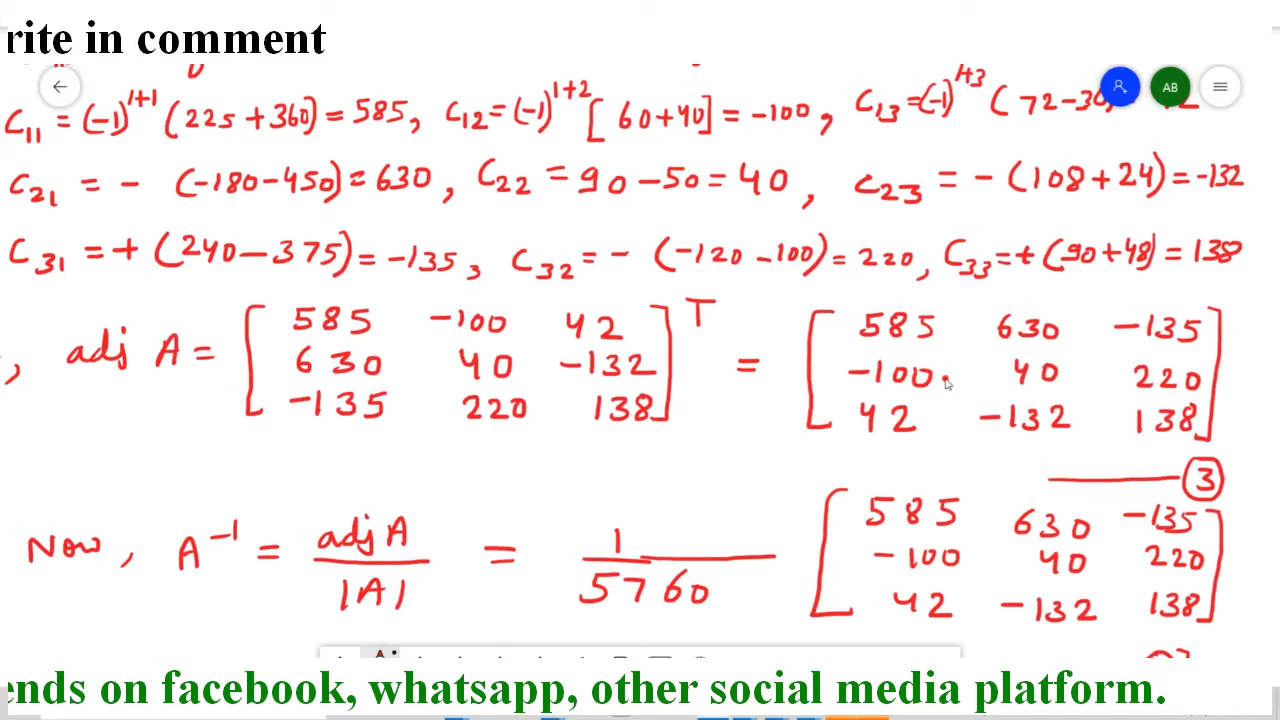 rite in comment
C11 = (-1)^1+1 (225+360) = 585, C12 = (-1)^1+2 [60+40] = -100, C13 = (-1)^1+3 (72-30
AB
C21 = - (-180-450) = 630, C22 = 90-50 = 40, C23 = - (108+24) = -132
C31 = + (240-375) = -135, C32 = - (-120-100) = 220, C33 = + (90+48) = 138
, adj A = [585 -100 42]T = [585 630 -135]
[630 40 -132] [-100 40 220]
[-135 220 138] [42 -132 138]
3
Now, A^-1 = adj A / |A| = 1/5760 [585 630 -135]
[-100 40 220]
[42 -132 138]
ends on facebook, whatsapp, other social media platform.